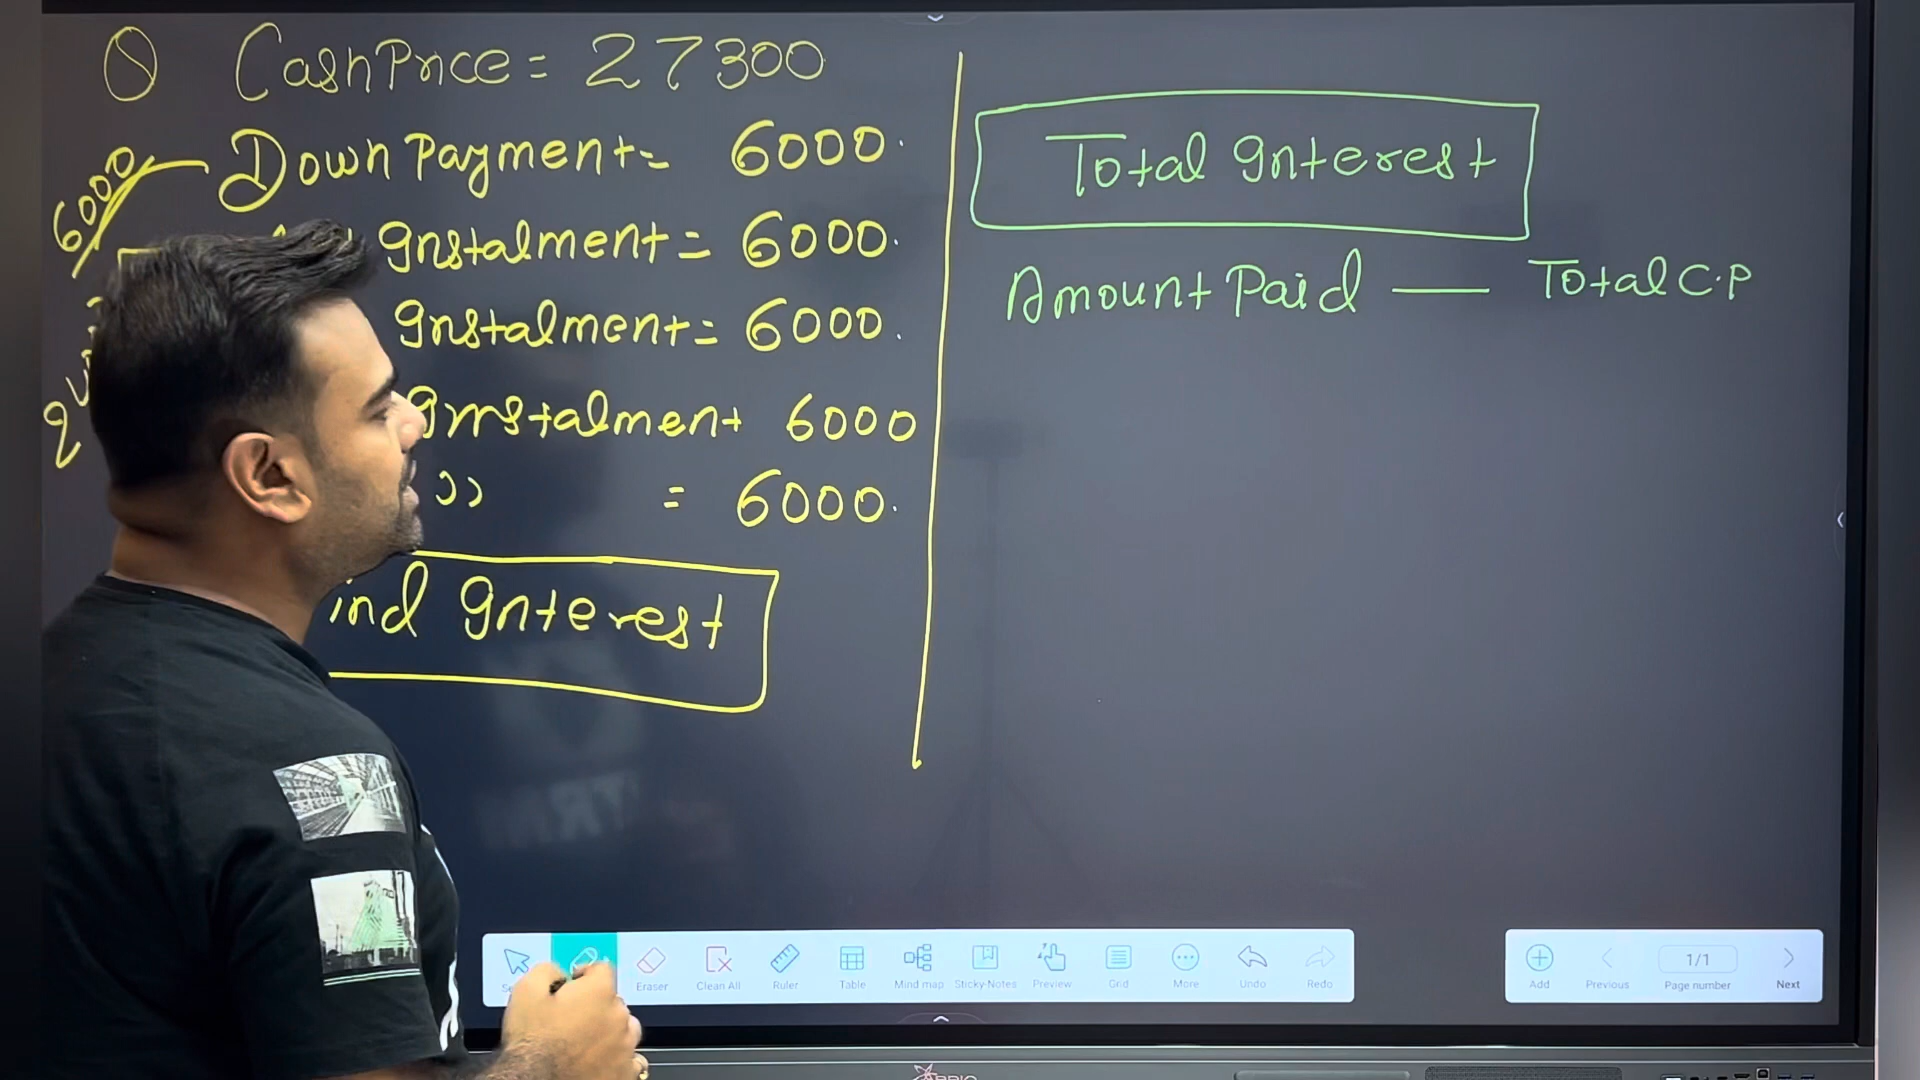 Q CashPrice = 27300
6000
Down Payment = 6000.
Instalment = 6000.
Instalment = 6000.
Instalment 6000
,, = 6000.
ind Interest
Total Interest
Amount Paid — Total C.P
Eraser
Clean All
Ruler
Table
Mind map
Sticky-Notes
Preview
Grid
More
Undo
Redo
Add
Previous
1/1
Page number
Next